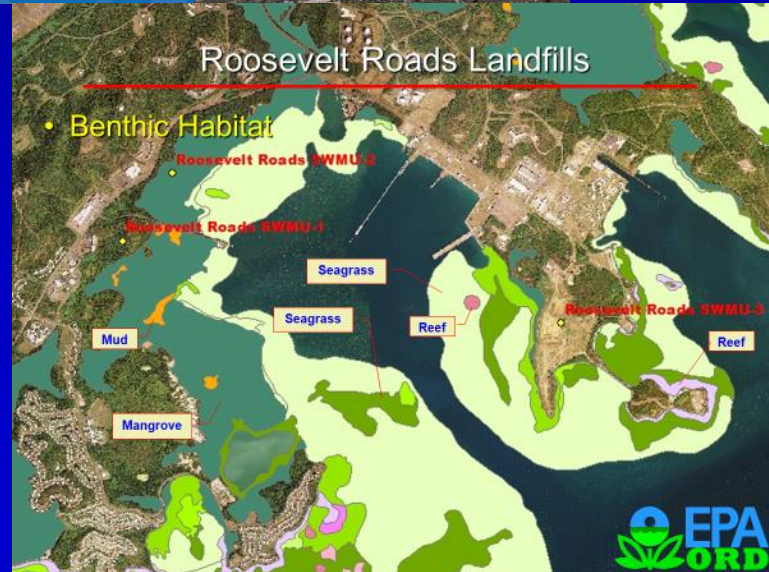 Roosevelt Roads Landfills
• Benthic Habitat
Roosevelt Roads SWMU-2
Roosevelt Roads SWMU-1
Seagrass
Seagrass
Reef
Roosevelt Roads SWMU-3
Mud
Reef
Mangrove
EPA
ORD